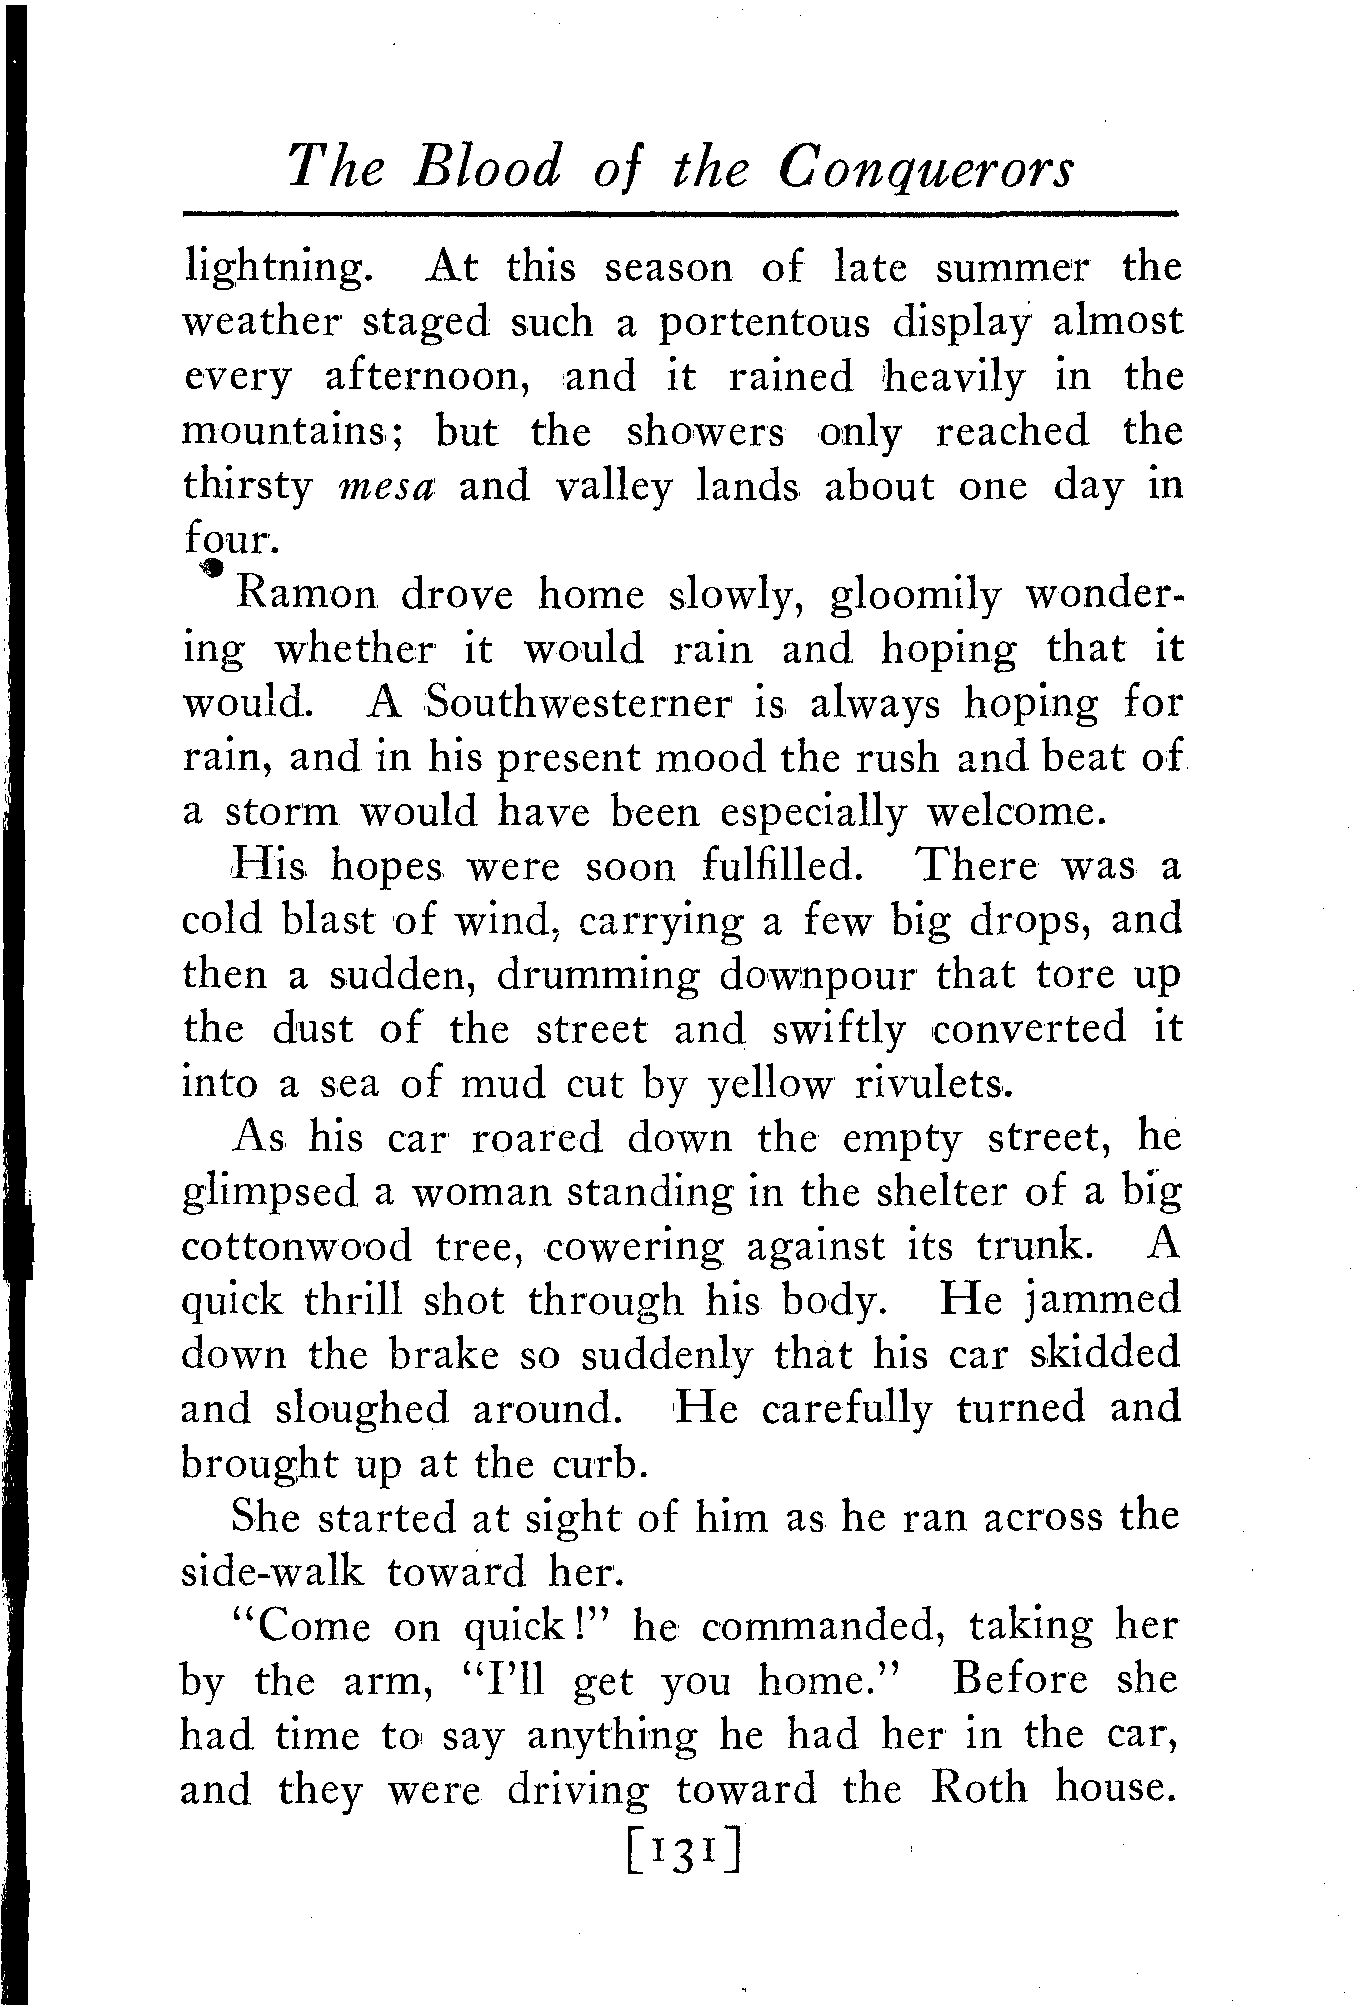 The Blood of the Conquerors
lightning. At this season of late summer the
weather staged such a portentous display almost
every afternoon, and it rained heavily in the
mountains; but the showers only reached the
thirsty mesa and valley lands about one day in
four.
Ramon drove home slowly, gloomily wonder-
ing whether it would rain and hoping that it
would. A Southwesterner is always hoping for
rain, and in his present mood the rush and beat of
a storm would have been especially welcome.
His hopes were soon fulfilled. There was a
cold blast of wind, carrying a few big drops, and
then a sudden, drumming downpour that tore up
the dust of the street and swiftly converted it
into a sea of mud cut by yellow rivulets.
As his car roared down the empty street, he
glimpsed a woman standing in the shelter of a big
cottonwood tree, cowering against its trunk. A
quick thrill shot through his body. He jammed
down the brake so suddenly that his car skidded
and sloughed around. He carefully turned and
brought up at the curb.
She started at sight of him as he ran across the
side-walk toward her.
"Come on quick!" he commanded, taking her
by the arm, "I'll get you home." Before she
had time to say anything he had her in the car,
and they were driving toward the Roth house.
[131]